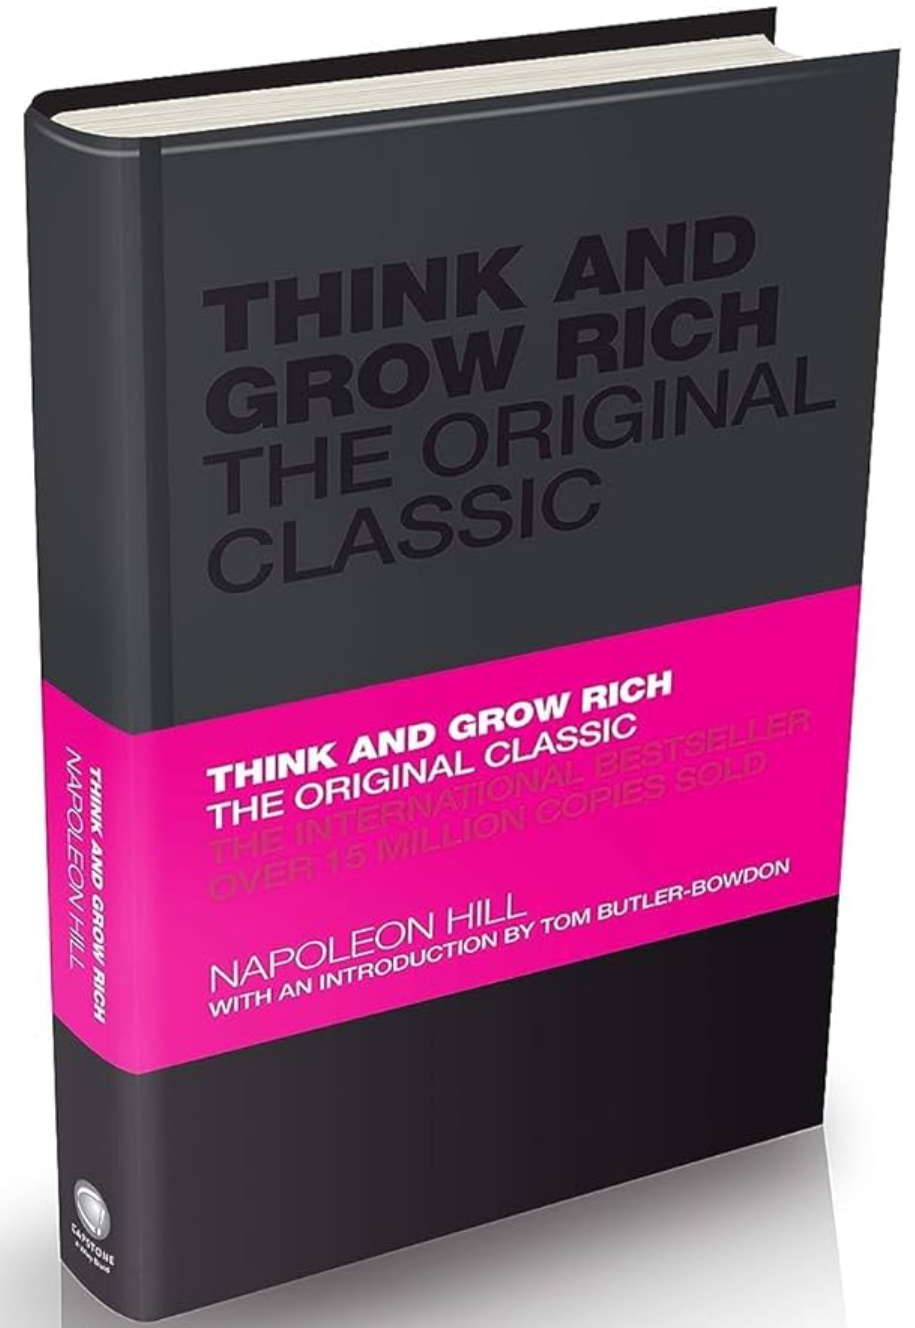 THINK AND
GROW RICH
THE ORIGINAL
CLASSIC
THINK AND GROW RICH
THE ORIGINAL CLASSIC
THE INTERNATIONAL BESTSELLER
OVER 15 MILLION COPIES SOLD
NAPOLEON HILL
WITH AN INTRODUCTION BY TOM BUTLER-BOWDON
THINK AND GROW RICH
NAPOLEON HILL
CAPSTONE
A Wiley Brand